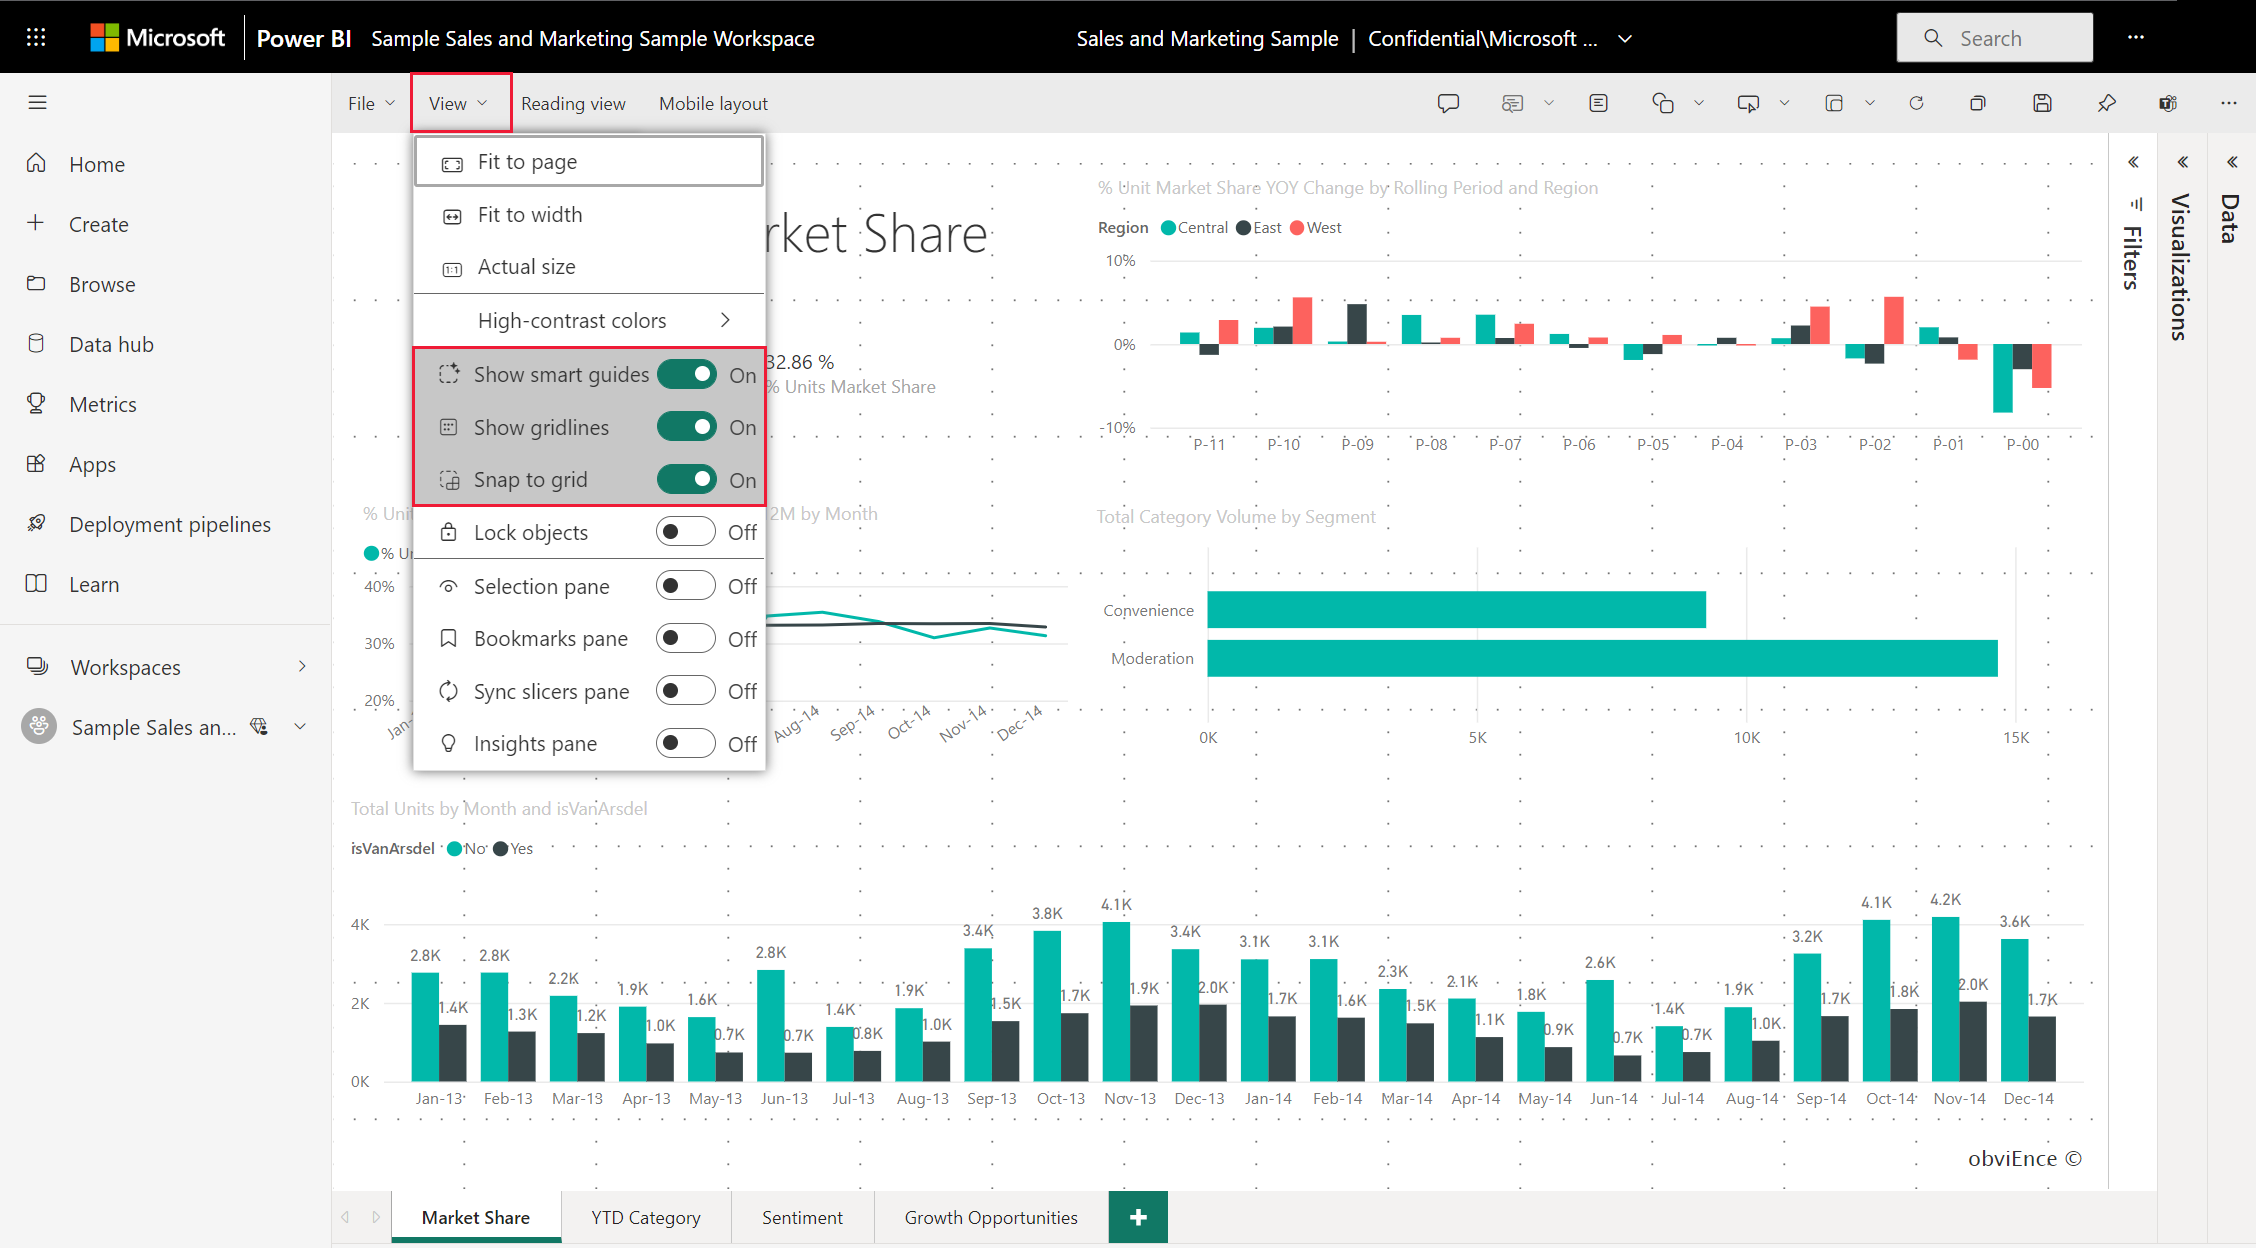 Microsoft Power BI Sample Sales and Marketing Sample Workspace
Sales and Marketing Sample | Confidential\Microsoft ...
Search
File View Reading view Mobile layout
Home
Create
Browse
Data hub
Metrics
Apps
Deployment pipelines
Learn
Workspaces
Sample Sales an...
Fit to page
Fit to width
Actual size
1:1
High-contrast colors
Show smart guides On
Show gridlines On
Snap to grid On
Lock objects Off
Selection pane Off
Bookmarks pane Off
Sync slicers pane Off
Insights pane Off
rket Share
32.86 %
% Units Market Share
% Unit Market Share YOY Change by Rolling Period and Region
Region Central East West
10%
0%
-10%
P-11 P-10 P-09 P-08 P-07 P-06 P-05 P-04 P-03 P-02 P-01 P-00
% Uni
2M by Month
% Un
40%
30%
20%
Jan- Aug-14 Sep-14 Oct-14 Nov-14 Dec-14
Total Category Volume by Segment
Convenience
Moderation
0K 5K 10K 15K
Total Units by Month and isVanArsdel
isVanArsdel No Yes
4K
2K
0K
2.8K 2.8K 2.2K 1.9K 1.6K 2.8K 1.4K 1.9K 3.4K 3.8K 4.1K 3.4K 3.1K 3.1K 2.3K 2.1K 1.8K 2.6K 1.4K 1.9K 3.2K 4.1K 4.2K 3.6K
1.4K 1.3K 1.2K 1.0K 0.7K 0.7K 0.8K 1.0K 1.5K 1.7K 1.9K 2.0K 1.7K 1.6K 1.5K 1.1K 0.9K 0.7K 0.7K 1.0K 1.7K 1.8K 2.0K 1.7K
Jan-13 Feb-13 Mar-13 Apr-13 May-13 Jun-13 Jul-13 Aug-13 Sep-13 Oct-13 Nov-13 Dec-13 Jan-14 Feb-14 Mar-14 Apr-14 May-14 Jun-14 Jul-14 Aug-14 Sep-14 Oct-14 Nov-14 Dec-14
obviEnce ©
Filters
Visualizations
Data
Market Share YTD Category Sentiment Growth Opportunities